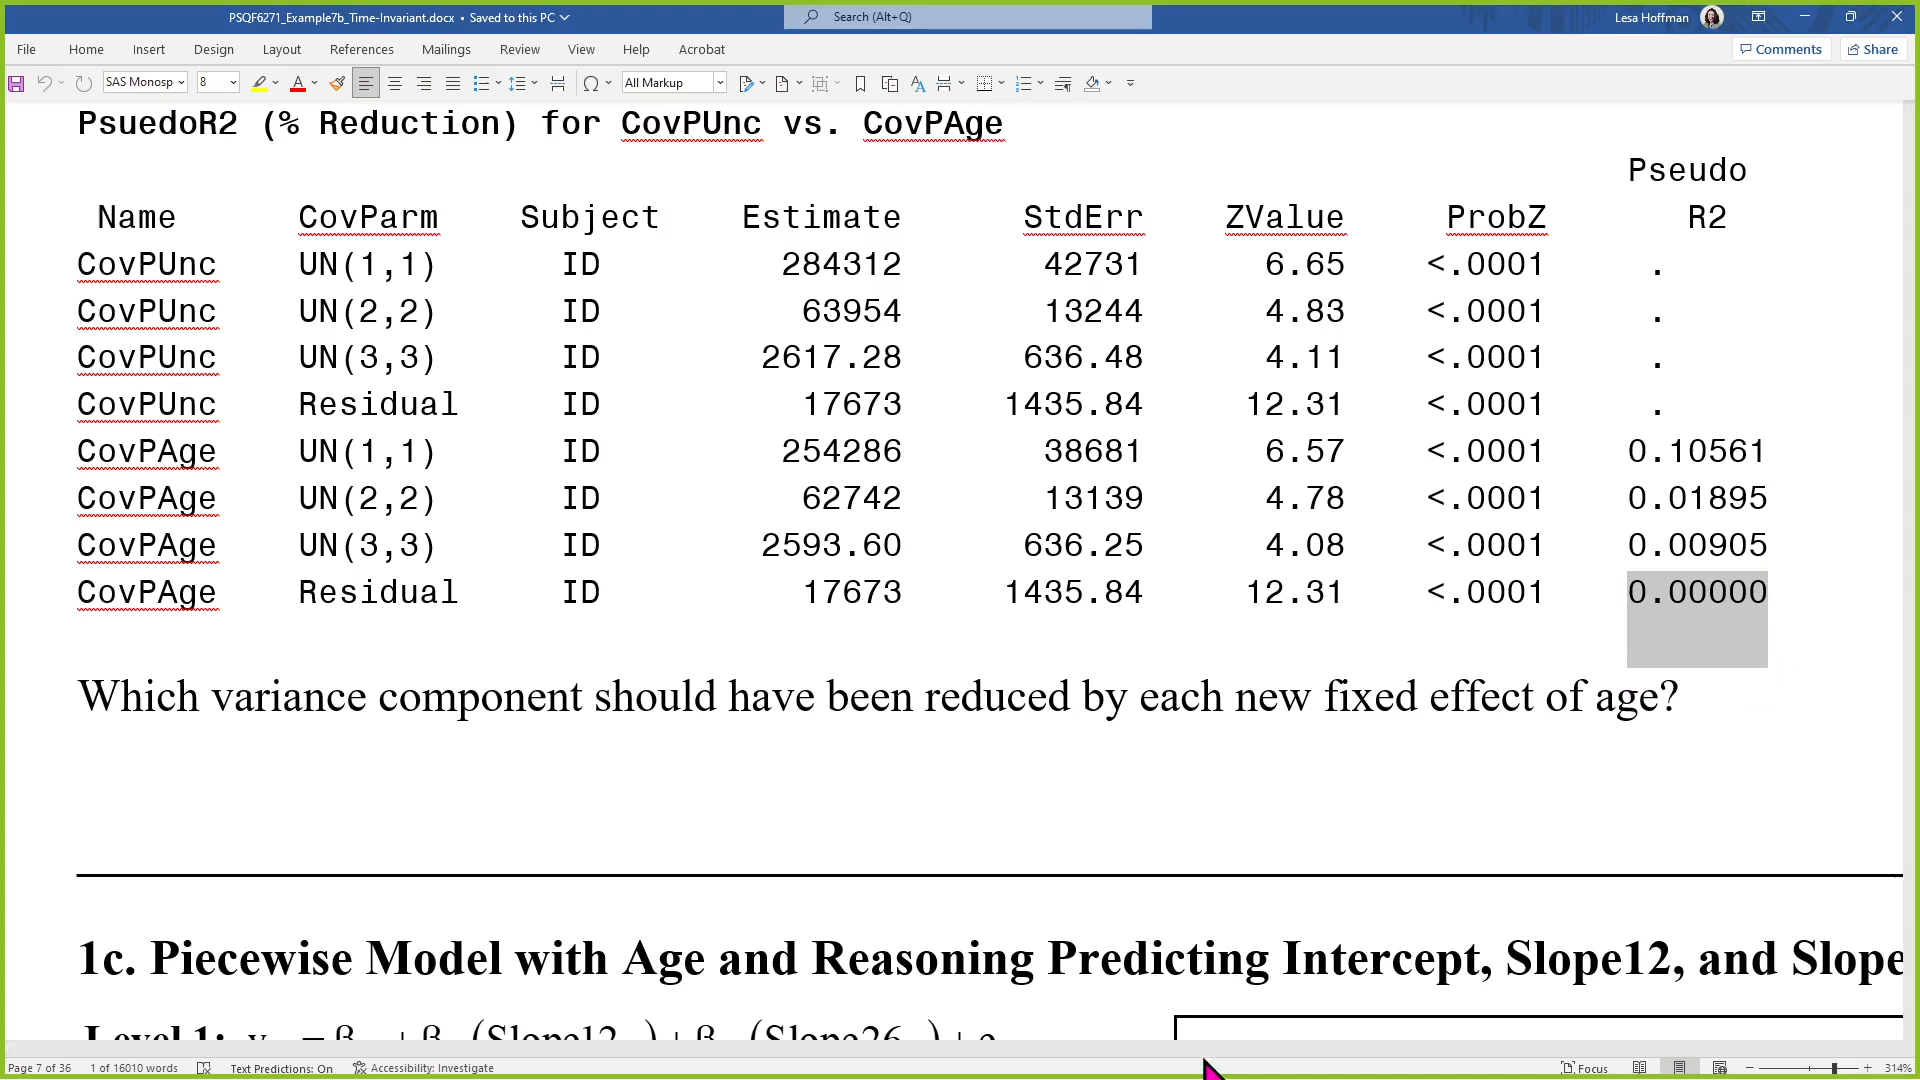 PSQF6271_Example7b_Time-Invariant.docx • Saved to this PC
Search (Alt+Q)
Lesa Hoffman
File Home Insert Design Layout References Mailings Review View Help Acrobat
Comments Share
SAS Monosp 8 All Markup
PsuedoR2 (% Reduction) for CovPUnc vs. CovPAge
Pseudo
Name CovParm Subject Estimate StdErr ZValue ProbZ R2
CovPUnc UN(1,1) ID 284312 42731 6.65 <.0001 .
CovPUnc UN(2,2) ID 63954 13244 4.83 <.0001 .
CovPUnc UN(3,3) ID 2617.28 636.48 4.11 <.0001 .
CovPUnc Residual ID 17673 1435.84 12.31 <.0001 .
CovPAge UN(1,1) ID 254286 38681 6.57 <.0001 0.10561
CovPAge UN(2,2) ID 62742 13139 4.78 <.0001 0.01895
CovPAge UN(3,3) ID 2593.60 636.25 4.08 <.0001 0.00905
CovPAge Residual ID 17673 1435.84 12.31 <.0001 0.00000
Which variance component should have been reduced by each new fixed effect of age?
1c. Piecewise Model with Age and Reasoning Predicting Intercept, Slope12, and Slope
Level 1:
Page 7 of 36 1 of 16010 words Text Predictions: On Accessibility: Investigate Focus 314%